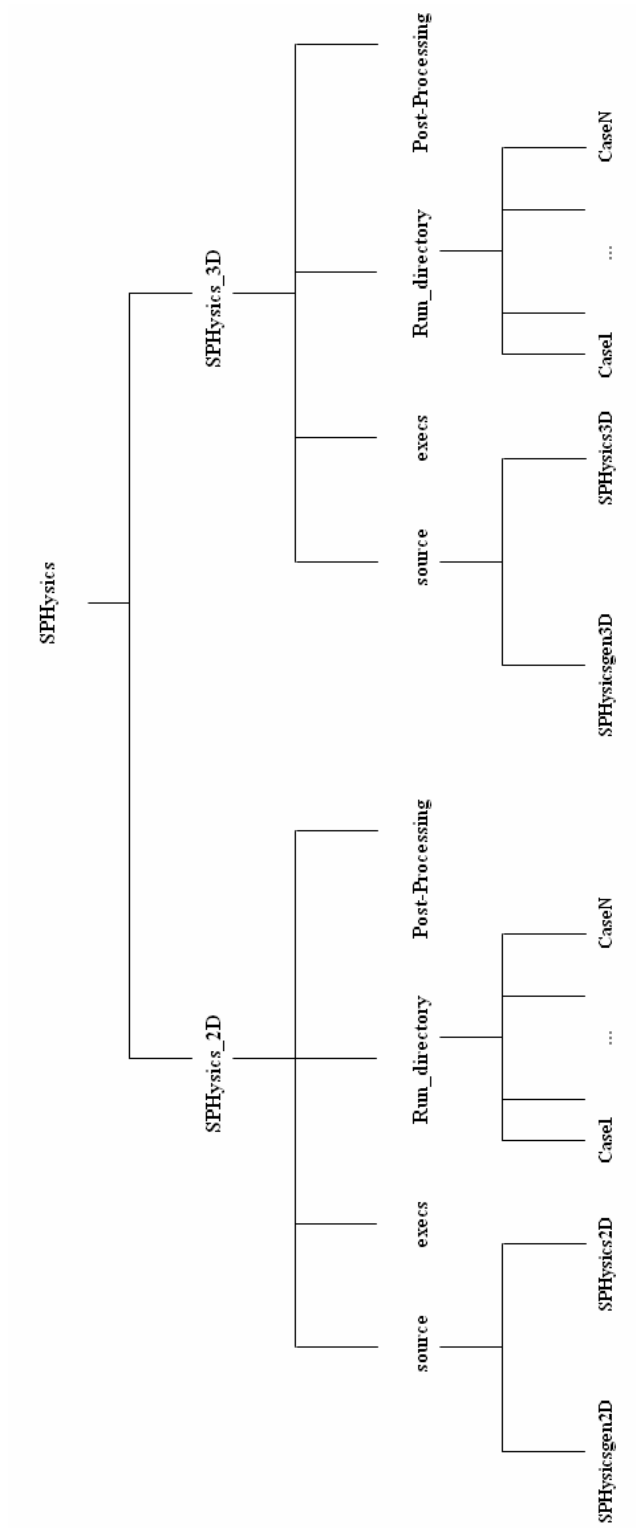 SPHysics
SPHysics_2D
SPHysics_3D
source
execs
Run_directory
Post-Processing
source
execs
Run_directory
Post-Processing
SPHysicsgen2D
SPHysics2D
Case1
...
CaseN
SPHysicsgen3D
SPHysics3D
Case1
...
CaseN